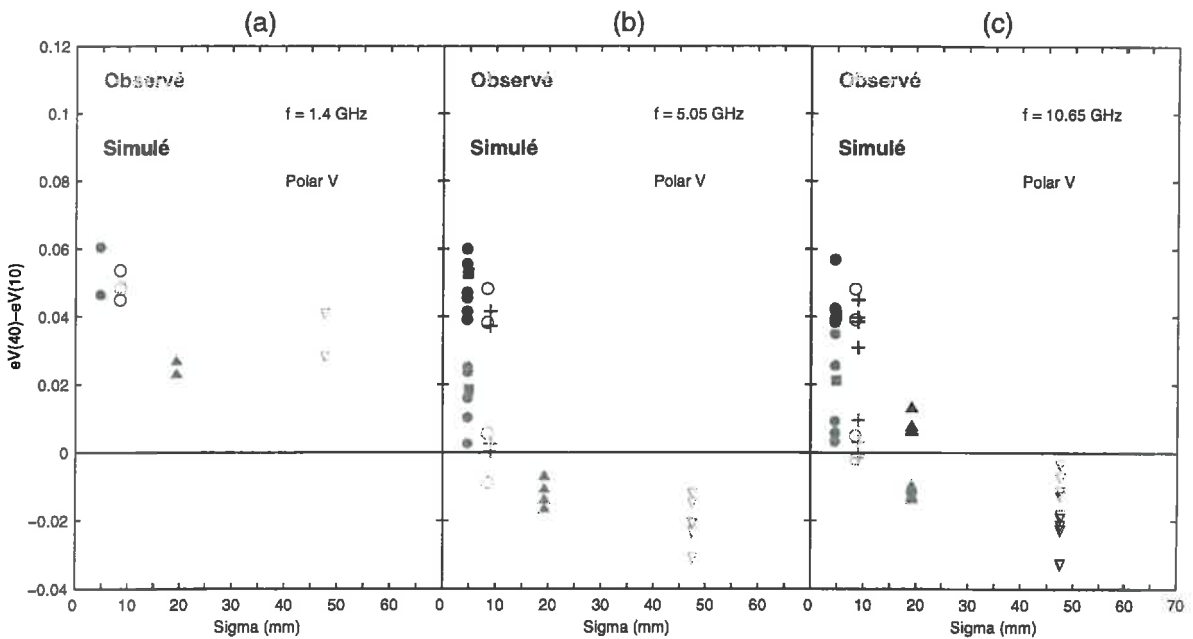 (a) (b) (c)
0.12
0.1
0.08
0.06
0.04
0.02
0
−0.02
−0.04
eV(40)−eV(10)
Observé
f = 1.4 GHz
Simulé
Polar V
Observé
f = 5.05 GHz
Simulé
Polar V
Observé
f = 10.65 GHz
Simulé
Polar V
0 10 20 30 40 50 60 0 10 20 30 40 50 60 0 10 20 30 40 50 60 70
Sigma (mm) Sigma (mm) Sigma (mm)